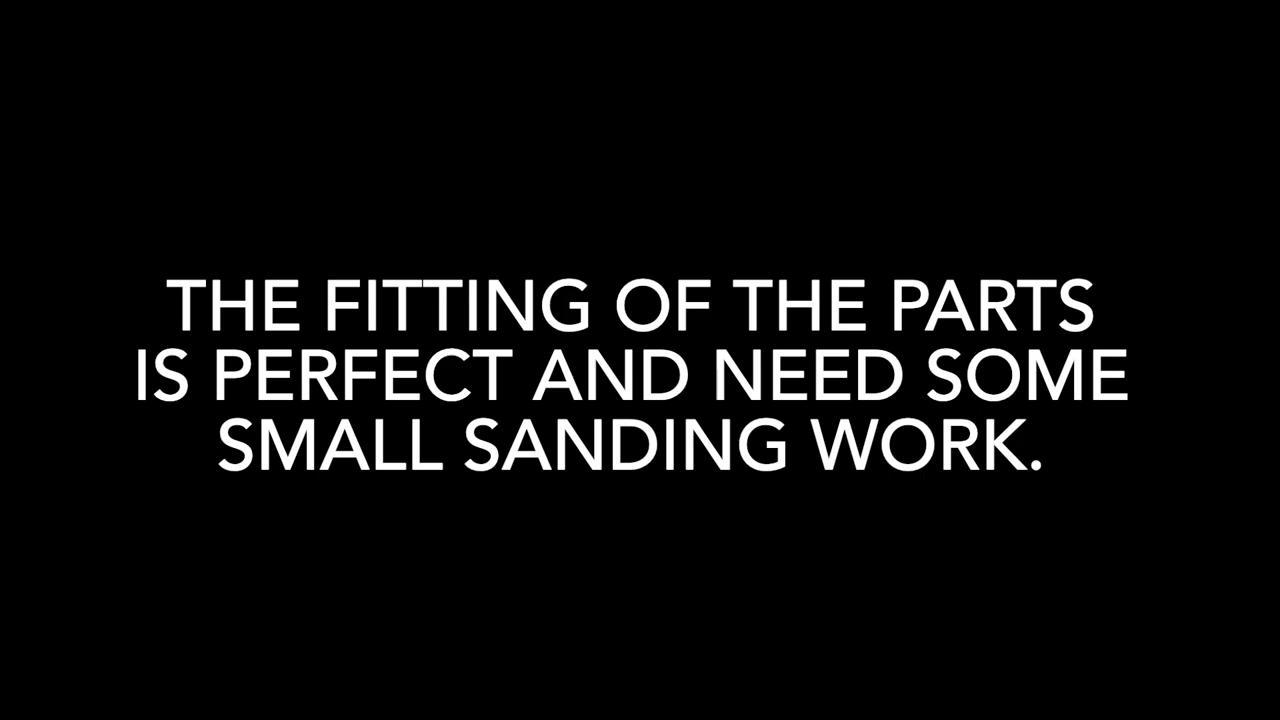 THE FITTING OF THE PARTS
IS PERFECT AND NEED SOME
SMALL SANDING WORK.